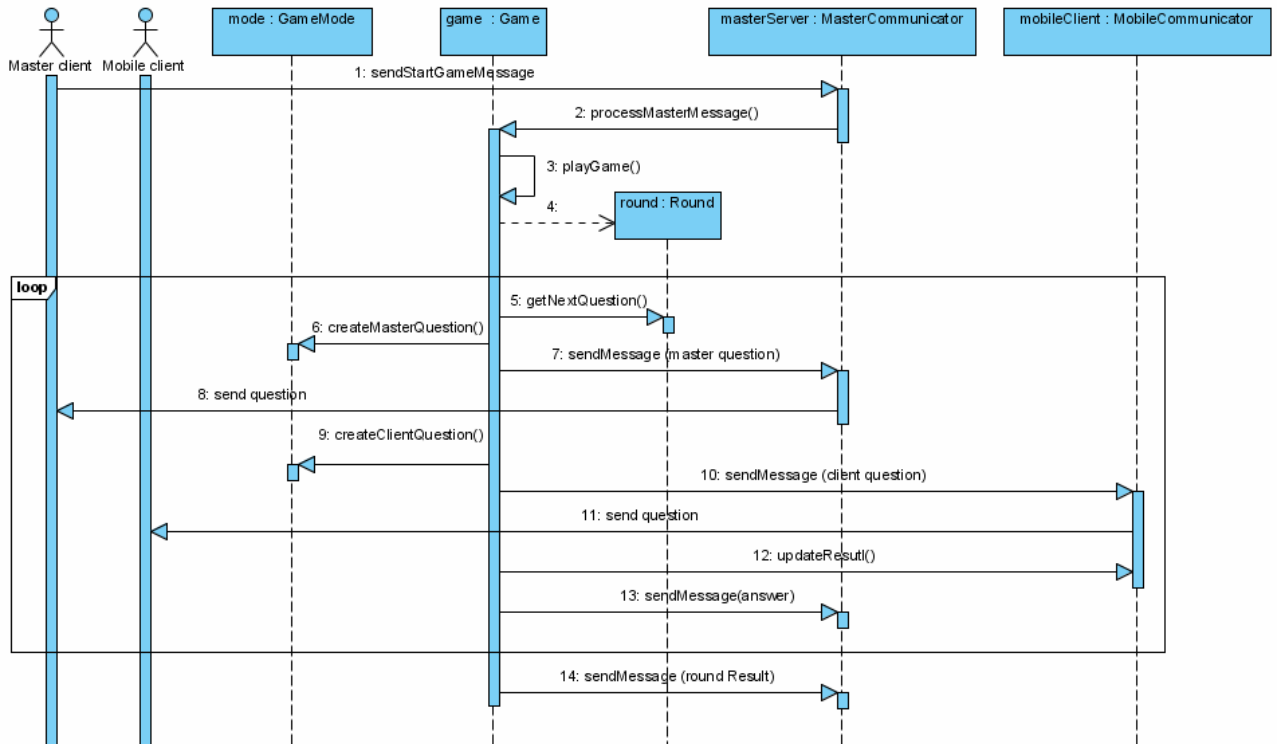 mode : GameMode
game : Game
masterServer : MasterCommunicator
mobileClient : MobileCommunicator
Master client
Mobile client
1: sendStartGameMessage
2: processMasterMessage()
3: playGame()
4:
round : Round
loop
5: getNextQuestion()
6: createMasterQuestion()
7: sendMessage (master question)
8: send question
9: createClientQuestion()
10: sendMessage (client question)
11: send question
12: updateResutl()
13: sendMessage(answer)
14: sendMessage (round Result)